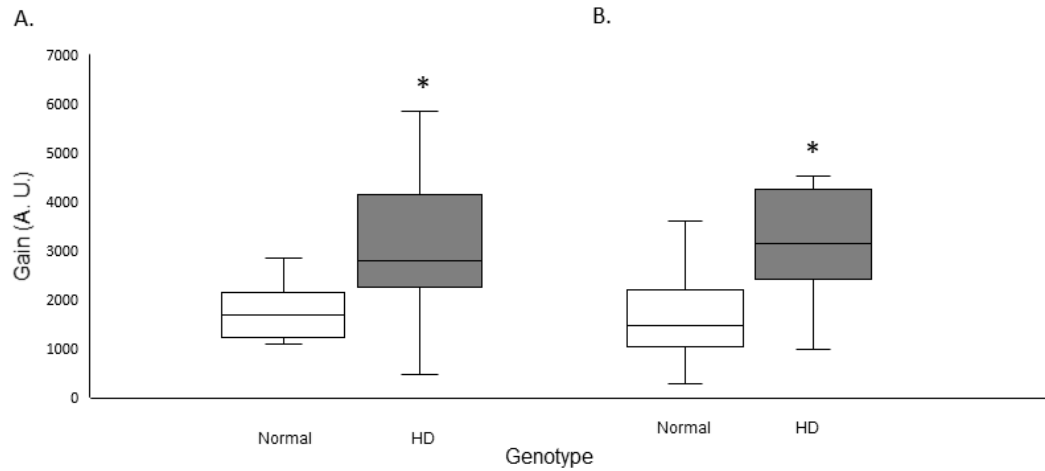 A.
B.
7000
6000
5000
4000
3000
2000
1000
0
Gain (A. U.)
*
*
Normal
HD
Normal
HD
Genotype